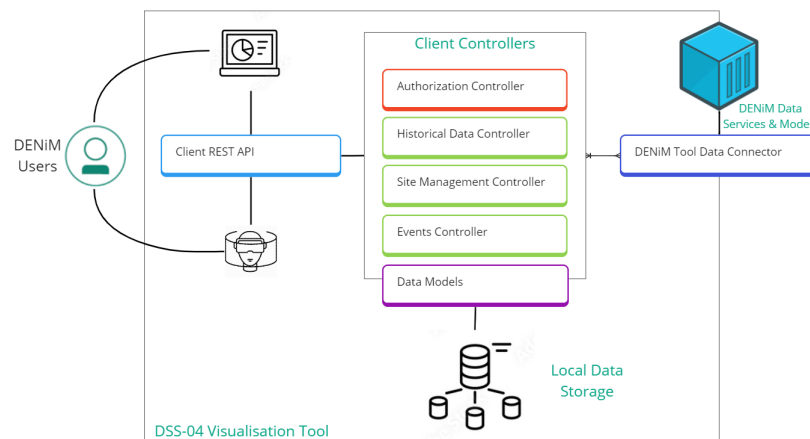 Client Controllers
Authorization Controller
Historical Data Controller
Site Management Controller
Events Controller
Data Models
Client REST API
DENiM
Users
DENiM Data
Services & Mode
DENiM Tool Data Connector
Local Data
Storage
DSS-04 Visualisation Tool